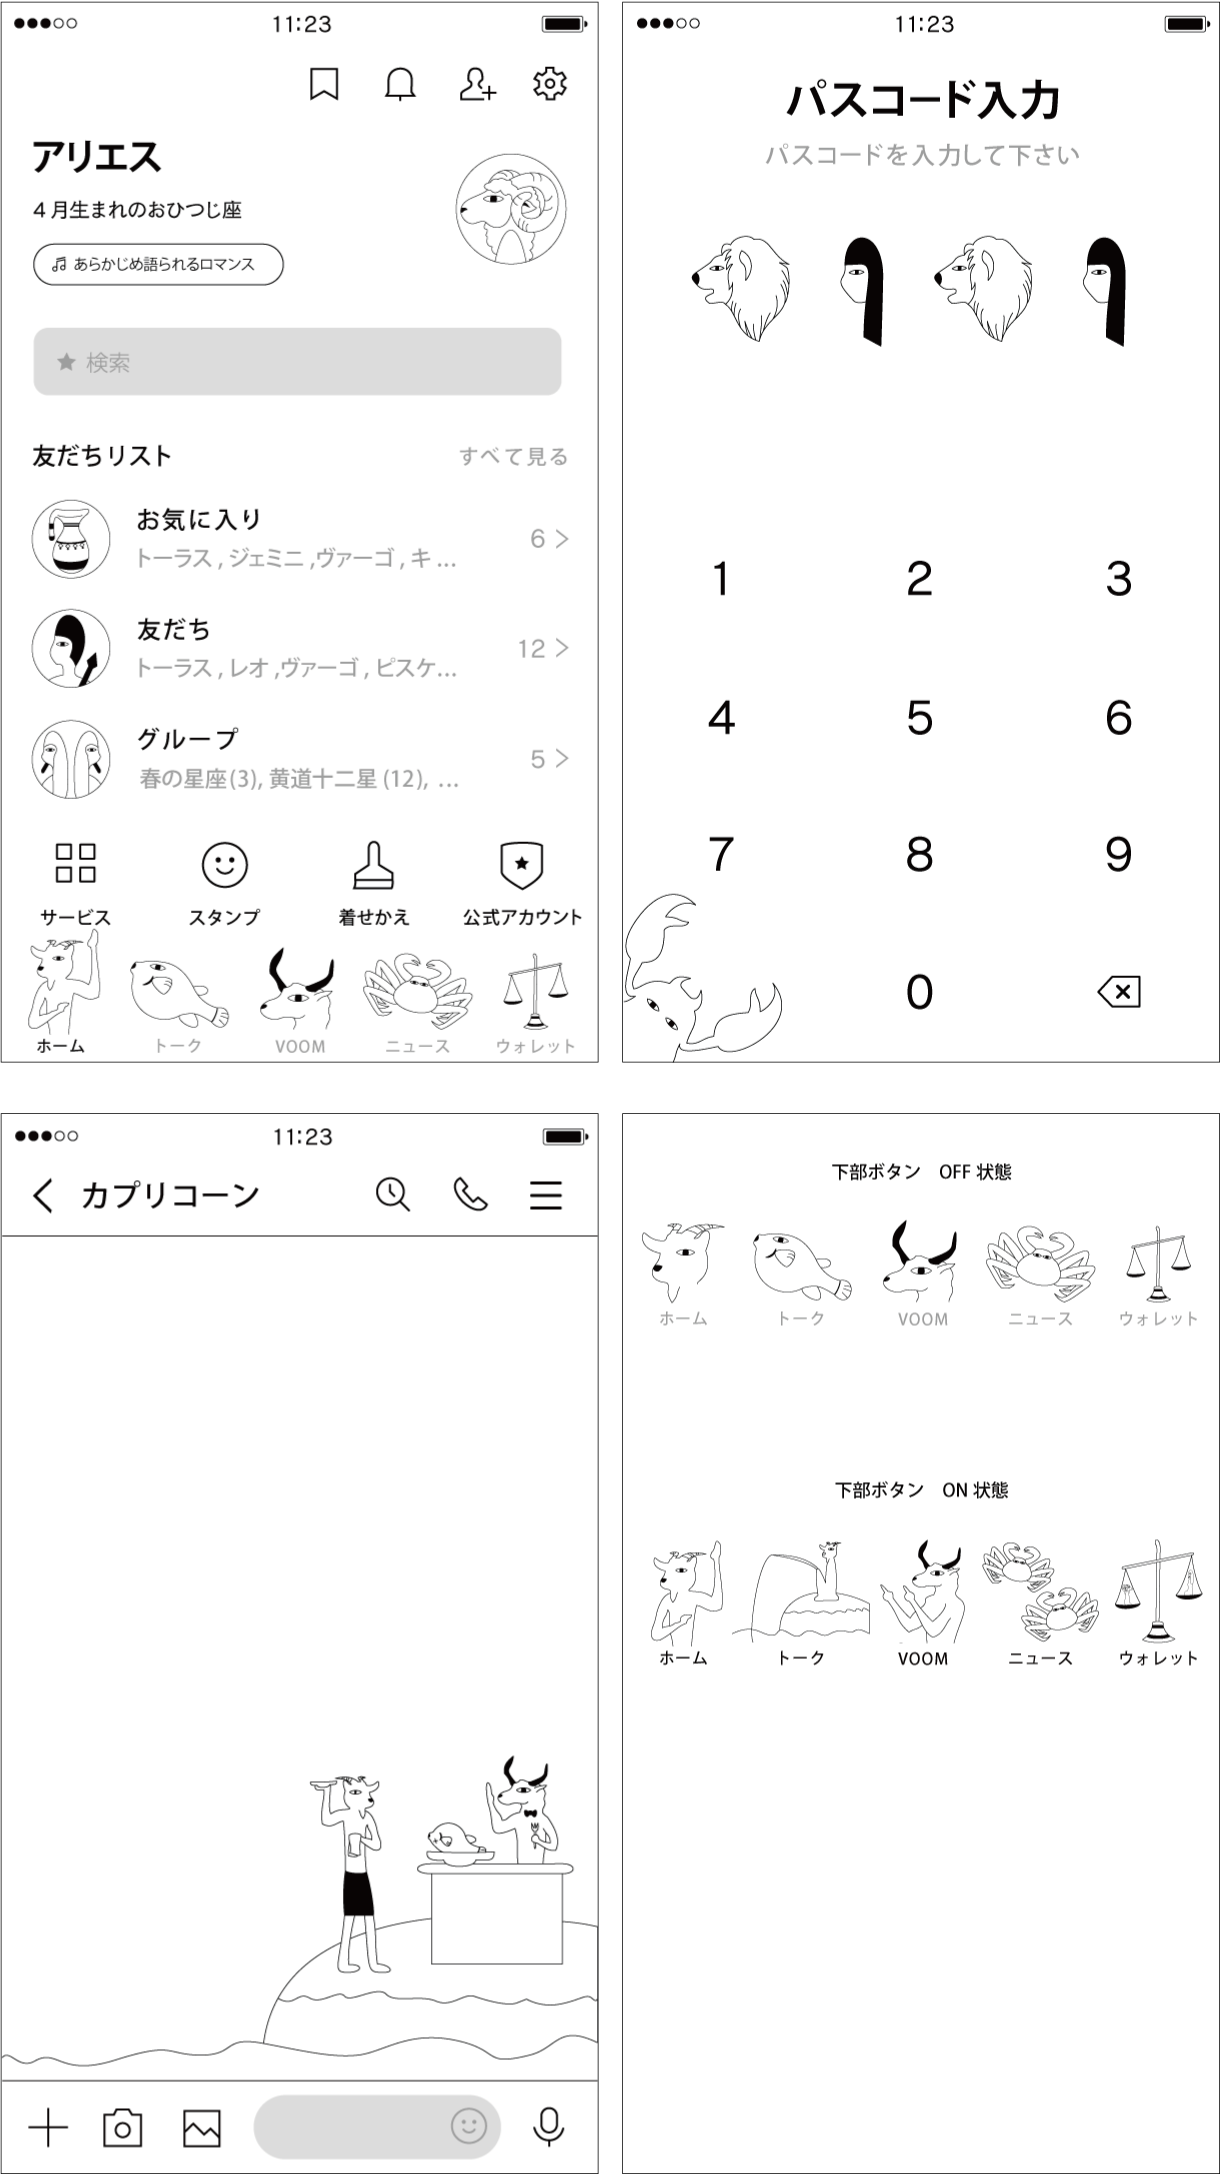 11:23
アリエス
4月生まれのおひつじ座
♫ あらかじめ語られるロマンス
★ 検索
友だちリスト すべて見る
お気に入り
トーラス , ジェミニ ,ヴァーゴ , キ ...
6 >
友だち
トーラス , レオ ,ヴァーゴ , ピスケ...
12 >
グループ
春の星座(3), 黄道十二星 (12), ...
5 >
サービス スタンプ 着せかえ 公式アカウント
ホーム トーク VOOM ニュース ウォレット
11:23
パスコード入力
パスコードを入力して下さい
1 2 3
4 5 6
7 8 9
0
11:23
カプリコーン
下部ボタン OFF 状態
ホーム トーク VOOM ニュース ウォレット
下部ボタン ON 状態
ホーム トーク VOOM ニュース ウォレット